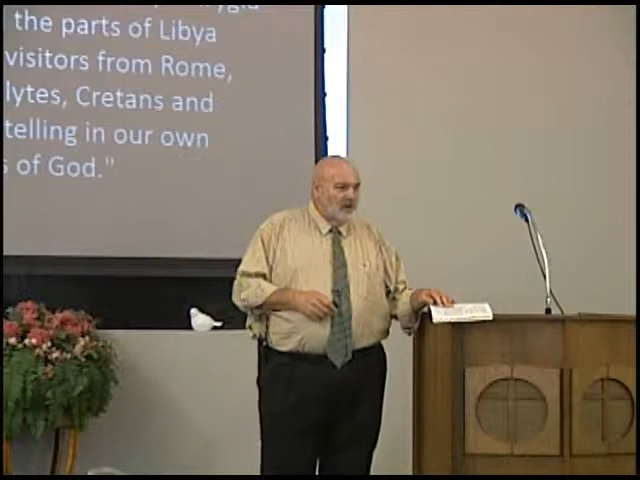 the parts of Libya
visitors from Rome,
lytes, Cretans and
telling in our own
s of God."